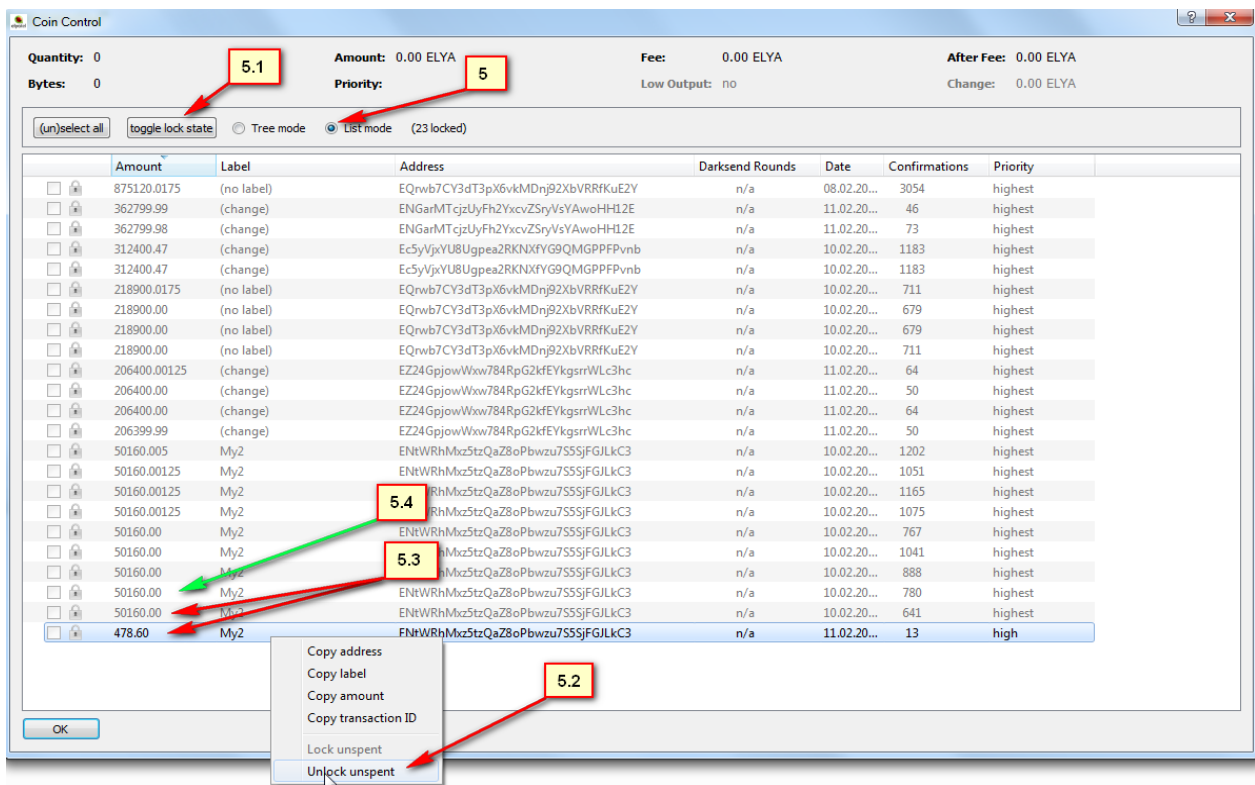 Coin Control
Quantity: 0 Amount: 0.00 ELYA Fee: 0.00 ELYA After Fee: 0.00 ELYA
5.1
5
Bytes: 0 Priority: Low Output: no Change: 0.00 ELYA
(un)select all toggle lock state Tree mode List mode (23 locked)
Amount Label Address Darksend Rounds Date Confirmations Priority
875120.0175 (no label) EQrwb7CY3dT3pX6vkMDnj92XbVRRfKuE2Y n/a 08.02.20... 3054 highest
362799.99 (change) ENGarMTcjzUyFh2YxcvZSryVsYAwoHH12E n/a 11.02.20... 46 highest
362799.98 (change) ENGarMTcjzUyFh2YxcvZSryVsYAwoHH12E n/a 11.02.20... 73 highest
312400.47 (change) Ec5yVjxYU8Ugpea2RKNXfYG9QMGPPFPvnb n/a 10.02.20... 1183 highest
312400.47 (change) Ec5yVjxYU8Ugpea2RKNXfYG9QMGPPFPvnb n/a 10.02.20... 1183 highest
218900.0175 (no label) EQrwb7CY3dT3pX6vkMDnj92XbVRRfKuE2Y n/a 10.02.20... 711 highest
218900.00 (no label) EQrwb7CY3dT3pX6vkMDnj92XbVRRfKuE2Y n/a 10.02.20... 679 highest
218900.00 (no label) EQrwb7CY3dT3pX6vkMDnj92XbVRRfKuE2Y n/a 10.02.20... 679 highest
218900.00 (no label) EQrwb7CY3dT3pX6vkMDnj92XbVRRfKuE2Y n/a 10.02.20... 711 highest
206400.00125 (change) EZ24GpjowWxw784RpG2kfEYkgsrrWLc3hc n/a 11.02.20... 64 highest
206400.00 (change) EZ24GpjowWxw784RpG2kfEYkgsrrWLc3hc n/a 11.02.20... 50 highest
206400.00 (change) EZ24GpjowWxw784RpG2kfEYkgsrrWLc3hc n/a 11.02.20... 64 highest
206399.99 (change) EZ24GpjowWxw784RpG2kfEYkgsrrWLc3hc n/a 11.02.20... 50 highest
50160.005 My2 ENtWRhMxz5tzQaZ8oPbwzu7S5SjFGJLkC3 n/a 10.02.20... 1202 highest
50160.00125 My2 ENtWRhMxz5tzQaZ8oPbwzu7S5SjFGJLkC3 n/a 10.02.20... 1051 highest
50160.00125 My2 RhMxz5tzQaZ8oPbwzu7S5SjFGJLkC3 n/a 10.02.20... 1165 highest
5.4
50160.00125 My2 RhMxz5tzQaZ8oPbwzu7S5SjFGJLkC3 n/a 10.02.20... 1075 highest
50160.00 My2 ENtWRhMxz5tzQaZ8oPbwzu7S5SjFGJLkC3 n/a 10.02.20... 767 highest
50160.00 My2 hMxz5tzQaZ8oPbwzu7S5SjFGJLkC3 n/a 10.02.20... 1041 highest
5.3
50160.00 My2 hMxz5tzQaZ8oPbwzu7S5SjFGJLkC3 n/a 10.02.20... 888 highest
50160.00 My2 ENtWRhMxz5tzQaZ8oPbwzu7S5SjFGJLkC3 n/a 10.02.20... 780 highest
50160.00 My2 ENtWRhMxz5tzQaZ8oPbwzu7S5SjFGJLkC3 n/a 10.02.20... 641 highest
478.60 My2 ENtWRhMxz5tzQaZ8oPbwzu7S5SjFGJLkC3 n/a 11.02.20... 13 high
Copy address
Copy label
5.2
Copy amount
Copy transaction ID
OK
Lock unspent
Unlock unspent